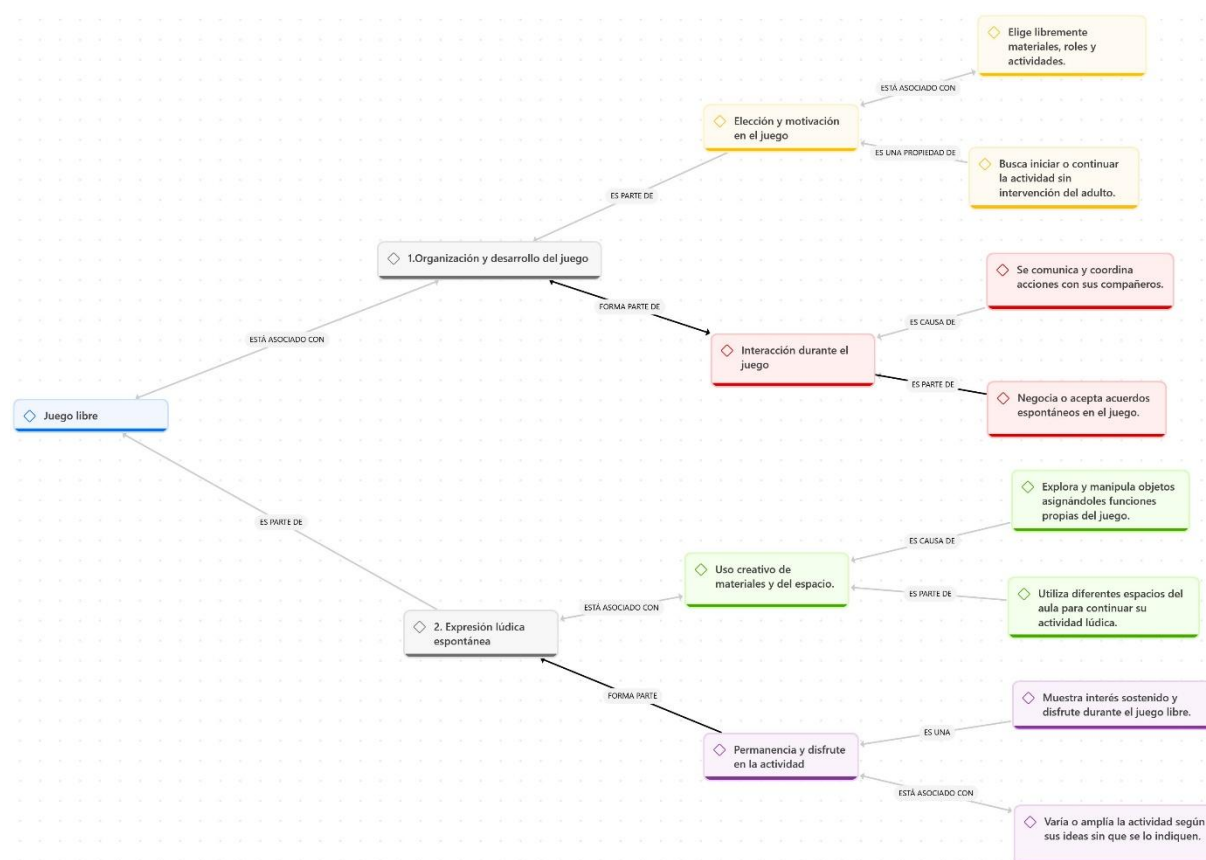 Elige libremente
materiales, roles y
actividades.
ESTÁ ASOCIADO CON
Elección y motivación
en el juego
ES UNA PROPIEDAD DE
Busca iniciar o continuar
la actividad sin
intervención del adulto.
ES PARTE DE
1.Organización y desarrollo del juego
Se comunica y coordina
acciones con sus compañeros.
FORMA PARTE DE
ES CAUSA DE
ESTÁ ASOCIADO CON
Interacción durante el
juego
ES PARTE DE
Negocia o acepta acuerdos
espontáneos en el juego.
Juego libre
Explora y manipula objetos
asignándoles funciones
propias del juego.
ES PARTE DE
ES CAUSA DE
Uso creativo de
materiales y del espacio.
ES PARTE DE
Utiliza diferentes espacios del
aula para continuar su
actividad lúdica.
ESTÁ ASOCIADO CON
2. Expresión lúdica
espontánea
FORMA PARTE
Muestra interés sostenido y
disfrute durante el juego libre.
ES UNA
Permanencia y disfrute
en la actividad
ESTÁ ASOCIADO CON
Varía o amplía la actividad según
sus ideas sin que se lo indiquen.